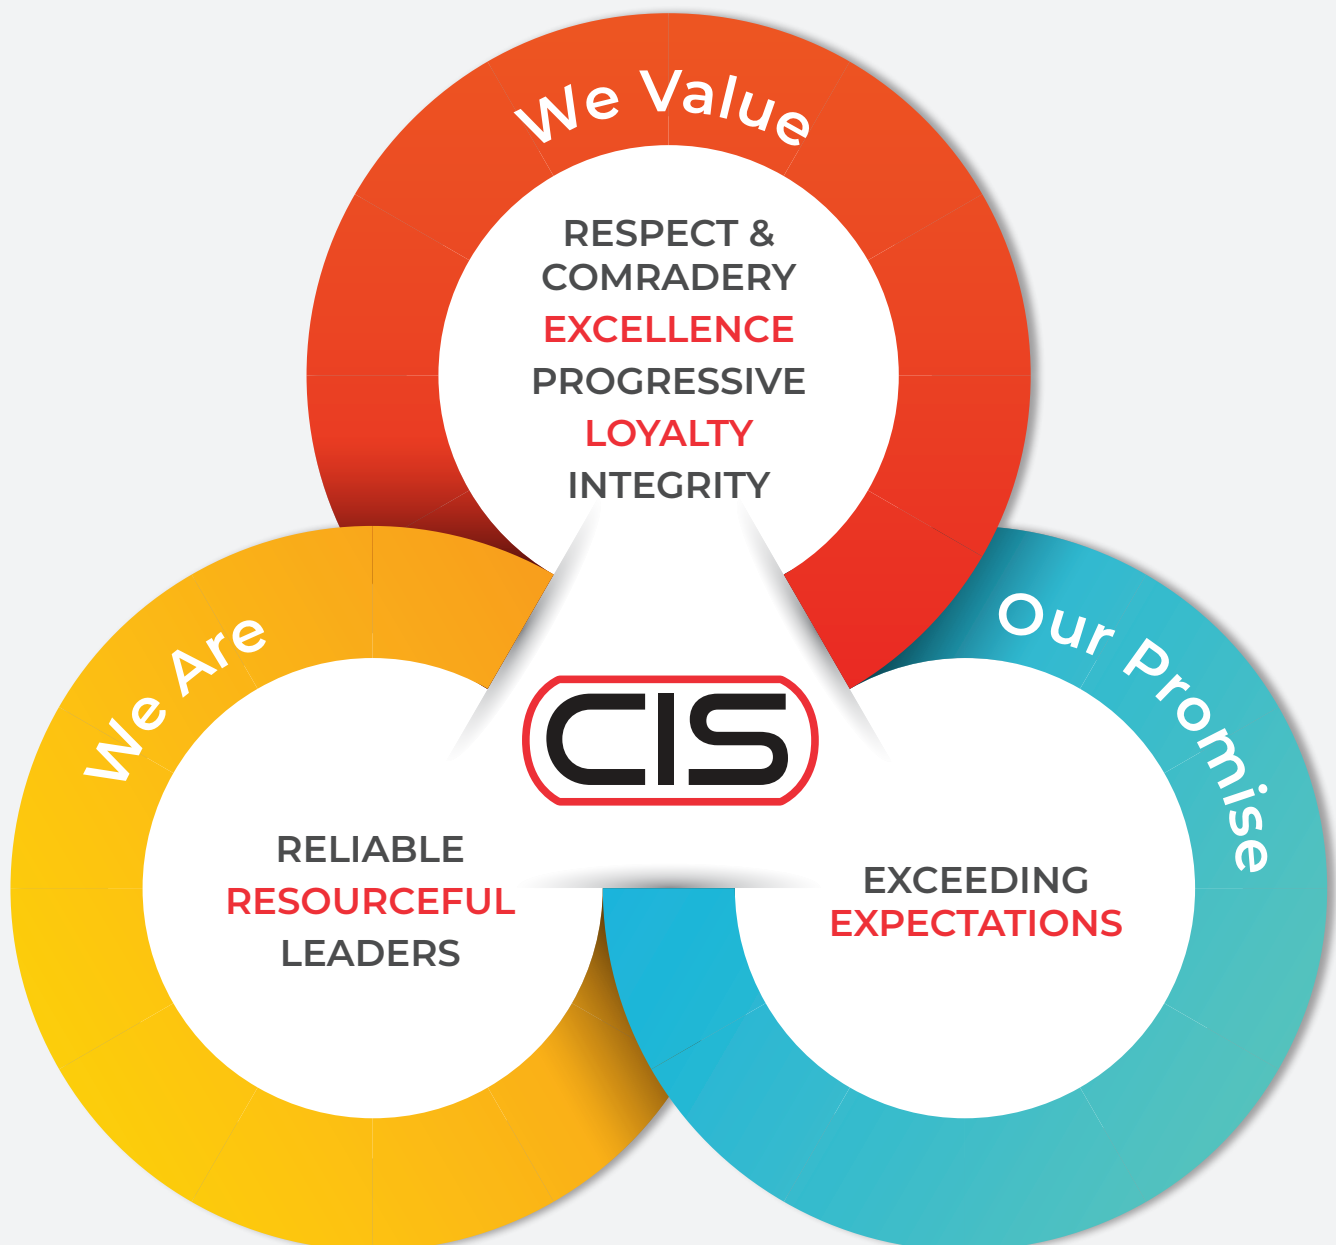 We Value
RESPECT &
COMRADERY
EXCELLENCE
PROGRESSIVE
LOYALTY
INTEGRITY
We Are
RELIABLE
RESOURCEFUL
LEADERS
CIS
Our Promise
EXCEEDING
EXPECTATIONS